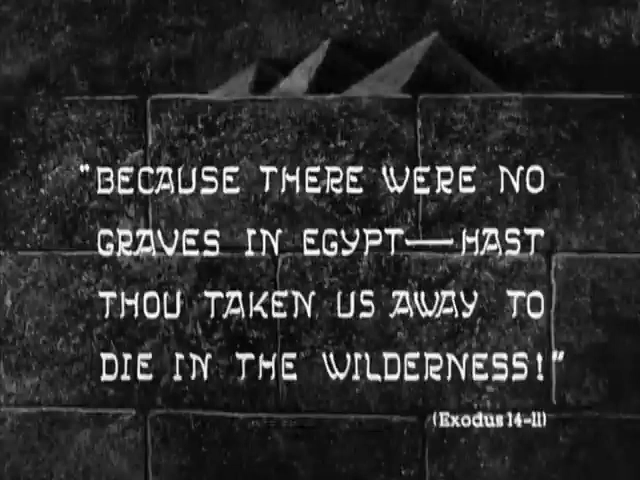 "BECAUSE THERE WERE NO
GRAVES IN EGYPT—HAST
THOU TAKEN US AWAY TO
DIE IN THE WILDERNESS!"
(Exodus 14-11)